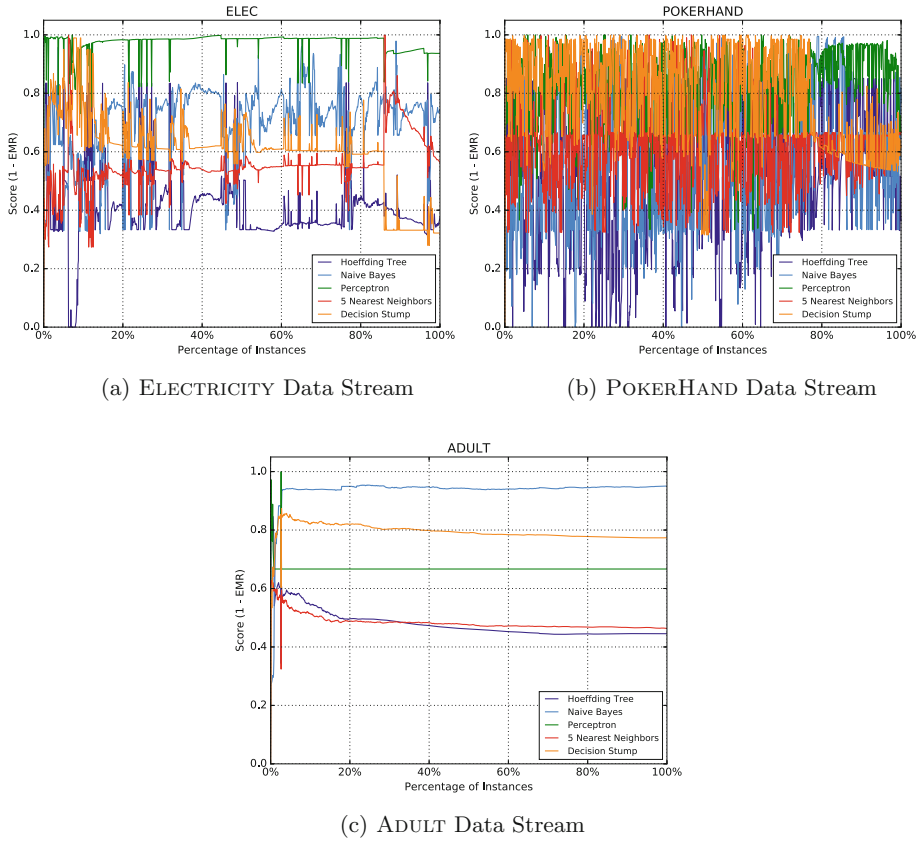 ELEC
Score (1 - EMR)
1.0
0.8
0.6
0.4
0.2
0.0
Hoeffding Tree
Naive Bayes
Perceptron
5 Nearest Neighbors
Decision Stump
0% 20% 40% 60% 80% 100%
Percentage of Instances
(a) ELECTRICITY Data Stream
POKERHAND
Score (1 - EMR)
1.0
0.8
0.6
0.4
0.2
0.0
Hoeffding Tree
Naive Bayes
Perceptron
5 Nearest Neighbors
Decision Stump
0% 20% 40% 60% 80% 100%
Percentage of Instances
(b) POKERHAND Data Stream
ADULT
Score (1 - EMR)
1.0
0.8
0.6
0.4
0.2
0.0
Hoeffding Tree
Naive Bayes
Perceptron
5 Nearest Neighbors
Decision Stump
0% 20% 40% 60% 80% 100%
Percentage of Instances
(c) ADULT Data Stream